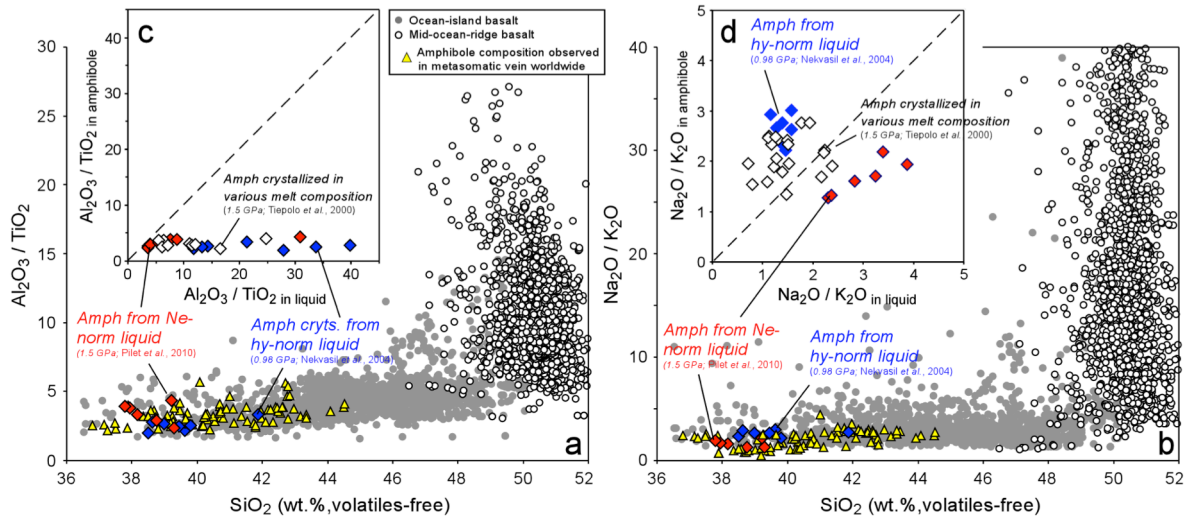 c
Ocean-island basalt
Mid-ocean-ridge basalt
Amphibole composition observed
in metasomatic vein worldwide
Al2O3 / TiO2 in amphibole
40
30
20
10
0
Amph crystallized
in various melt composition
(1.5 GPa; Tiepolo et al., 2000)
0 10 20 30 40
Al2O3 / TiO2 in liquid
Al2O3 / TiO2
30
25
20
15
10
5
0
Amph from Ne-
norm liquid
(1.5 GPa; Pilet et al., 2010)
Amph cryts. from
hy-norm liquid
(0.98 GPa; Nekvasil et al., 2004)
a
36 38 40 42 44 46 48 50 52
SiO2 (wt.%,volatiles-free)
d
Amph from
hy-norm liquid
(0.98 GPa; Nekvasil et al., 2004)
Na2O / K2O in amphibole
5
4
3
2
1
0
Amph crystallized in
various melt composition
(1.5 GPa; Tiepolo et al., 2000)
0 1 2 3 4 5
Na2O / K2O in liquid
Na2O / K2O
40
30
20
10
0
Amph from Ne-
norm liquid
(1.5 GPa; Pilet et al., 2010)
Amph from
hy-norm liquid
(0.98 GPa; Nekvasil et al., 2004)
b
36 38 40 42 44 46 48 50 52
SiO2 (wt.%,volatiles-free)